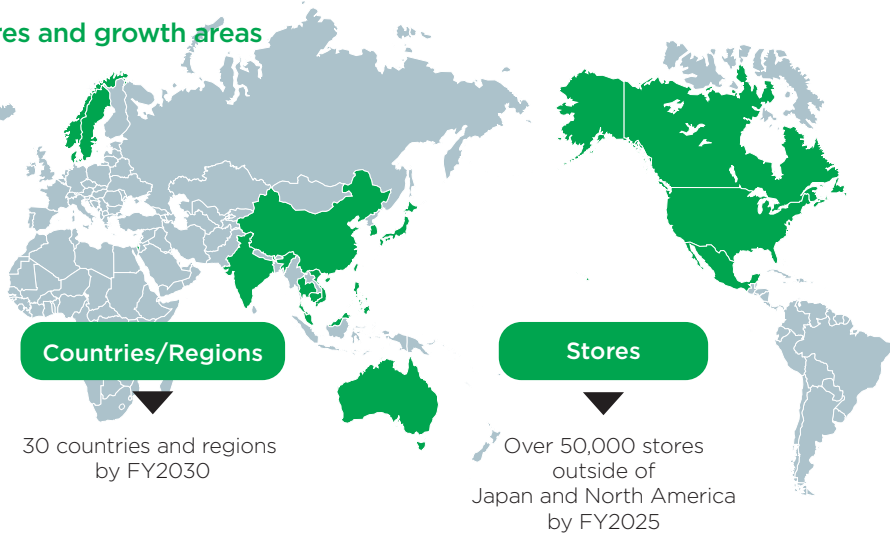 and growth areas
Countries/Regions
30 countries and regions
by FY2030
Stores
Over 50,000 stores
outside of
Japan and North America
by FY2025